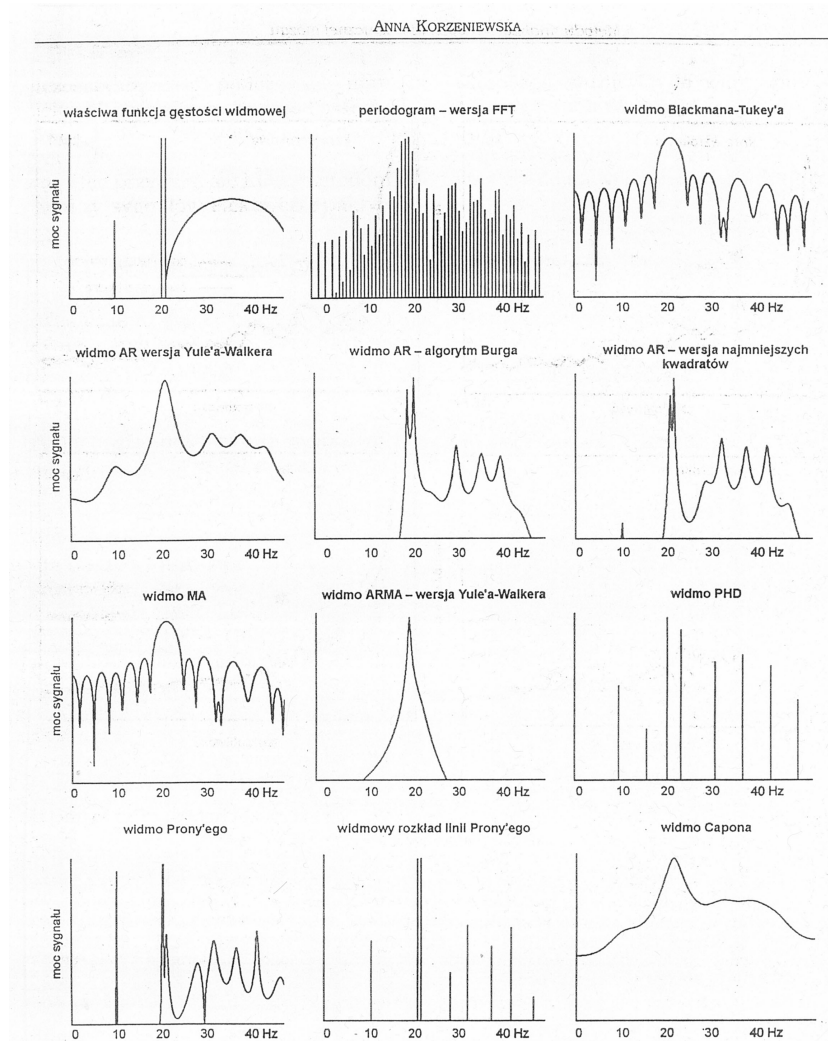 ANNA KORZENIEWSKA
właściwa funkcja gęstości widmowej
moc sygnału
0 10 20 30 40 Hz
periodogram – wersja FFT
0 10 20 30 40 Hz
widmo Blackmana-Tukey'a
0 10 20 30 40 Hz
widmo AR wersja Yule'a-Walkera
moc sygnału
0 10 20 30 40 Hz
widmo AR – algorytm Burga
0 10 20 30 40 Hz
widmo AR – wersja najmniejszych
kwadratów
0 10 20 30 40 Hz
widmo MA
moc sygnału
0 10 20 30 40 Hz
widmo ARMA – wersja Yule'a-Walkera
0 10 20 30 40 Hz
widmo PHD
0 10 20 30 40 Hz
widmo Prony'ego
moc sygnału
0 10 20 30 40 Hz
widmowy rozkład linii Prony'ego
0 10 20 30 40 Hz
widmo Capona
0 10 20 30 40 Hz